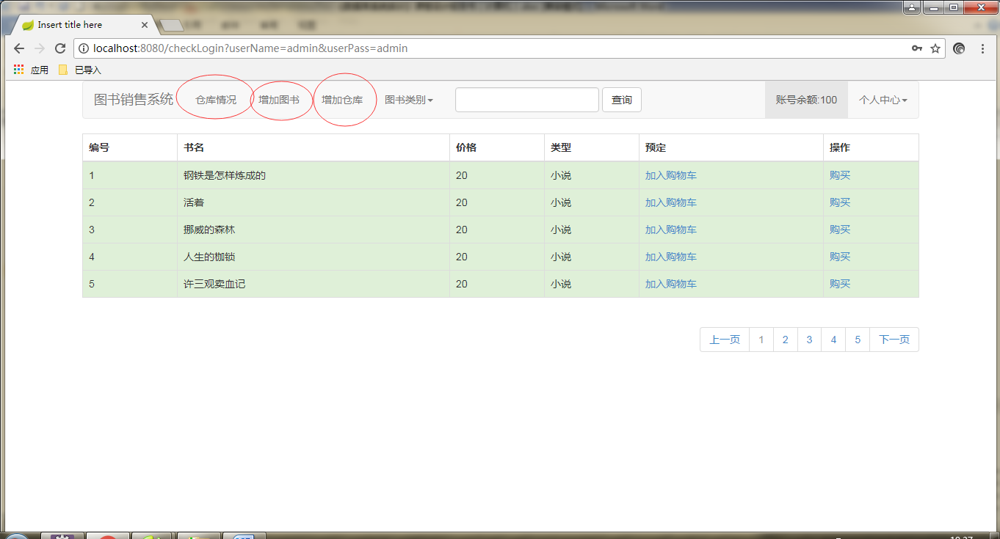 Insert title here
localhost:8080/checkLogin?userName=admin&userPass=admin
应用 已导入
图书销售系统 仓库情况 增加图书 增加仓库 图书类别 查询 账号余额:100 个人中心
编号 书名 价格 类型 预定 操作
1 钢铁是怎样炼成的 20 小说 加入购物车 购买
2 活着 20 小说 加入购物车 购买
3 挪威的森林 20 小说 加入购物车 购买
4 人生的枷锁 20 小说 加入购物车 购买
5 许三观卖血记 20 小说 加入购物车 购买
上一页 1 2 3 4 5 下一页